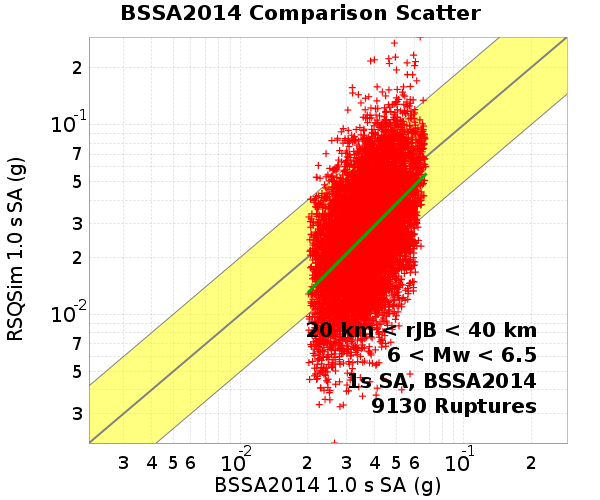 BSSA2014 Comparison Scatter
RSQSim 1.0 s SA (g)
2
10-1
7
5
3
2
10-2
7
5
3
20 km < rJB < 40 km
6 < Mw < 6.5
1s SA, BSSA2014
9130 Ruptures
3 4 5 6 10-2 2 3 4 5 6 10-1 2
BSSA2014 1.0 s SA (g)